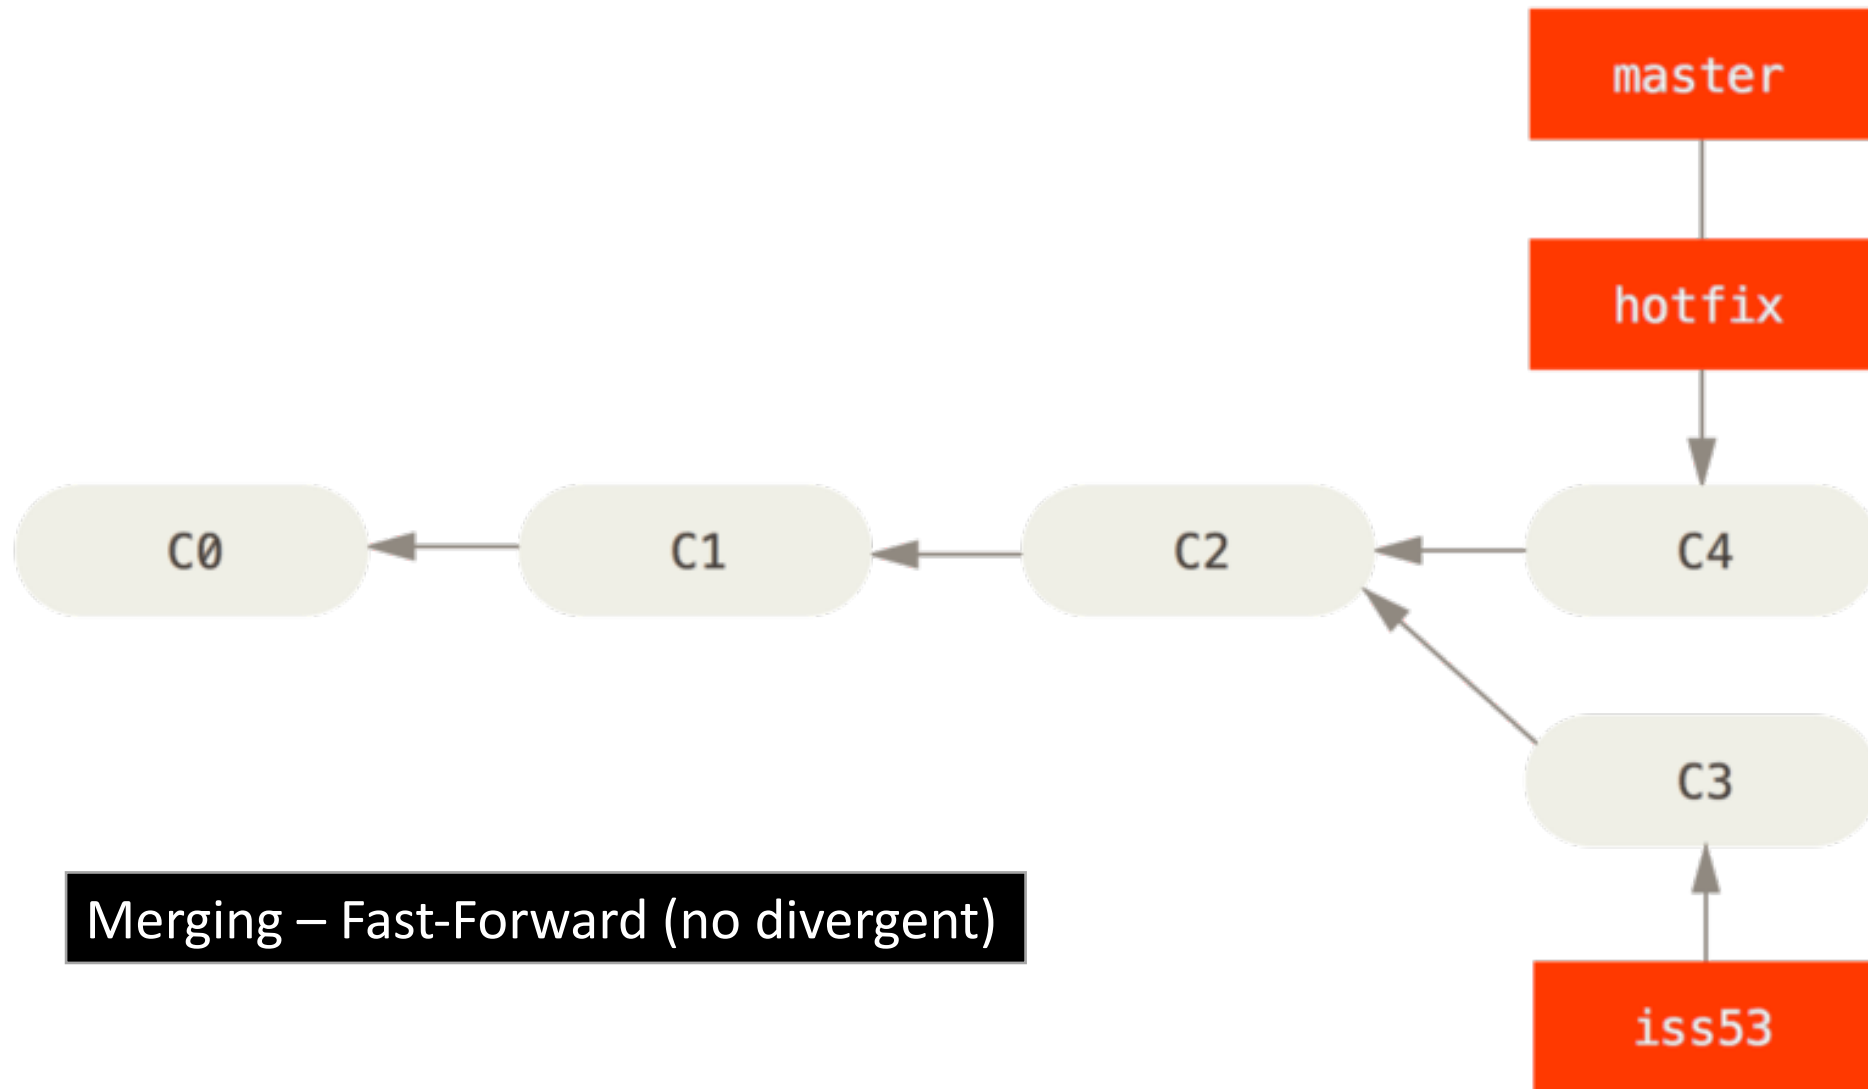 master
hotfix
C0
C1
C2
C4
C3
Merging – Fast-Forward (no divergent)
iss53